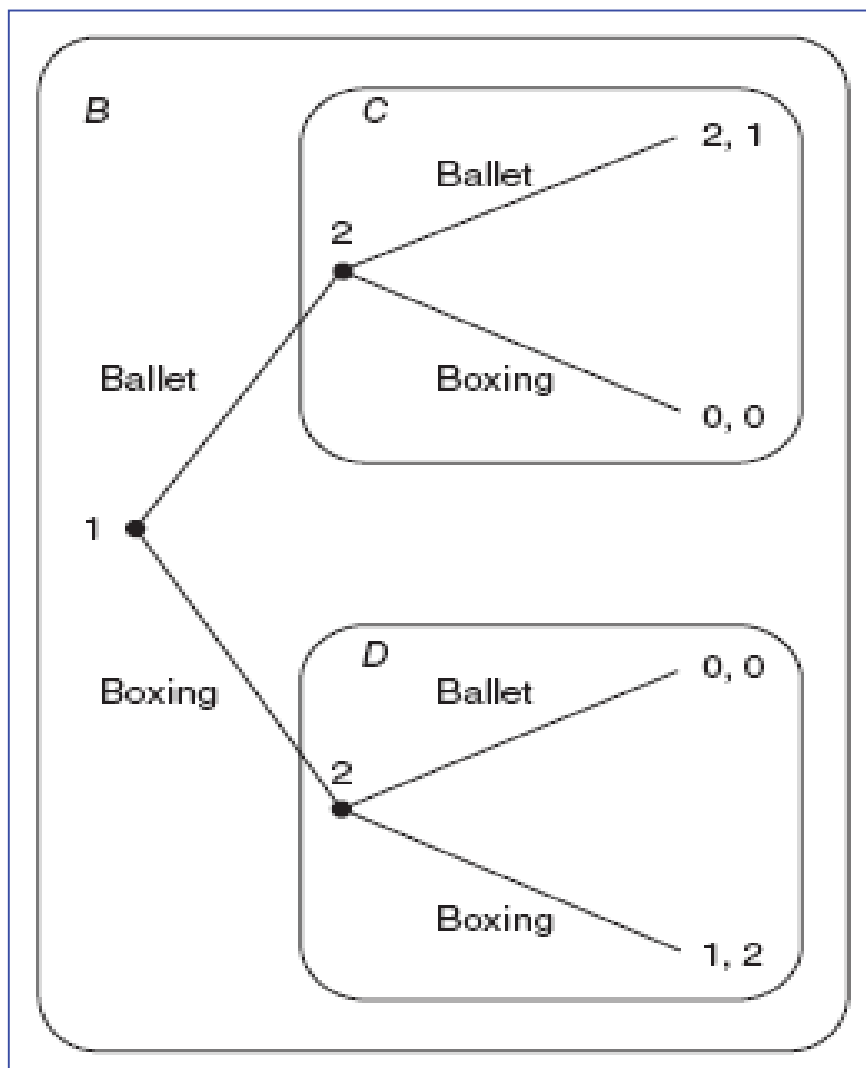 B
C
2, 1
Ballet
2
Ballet
Boxing
0, 0
1
D
0, 0
Boxing
Ballet
2
Boxing
1, 2